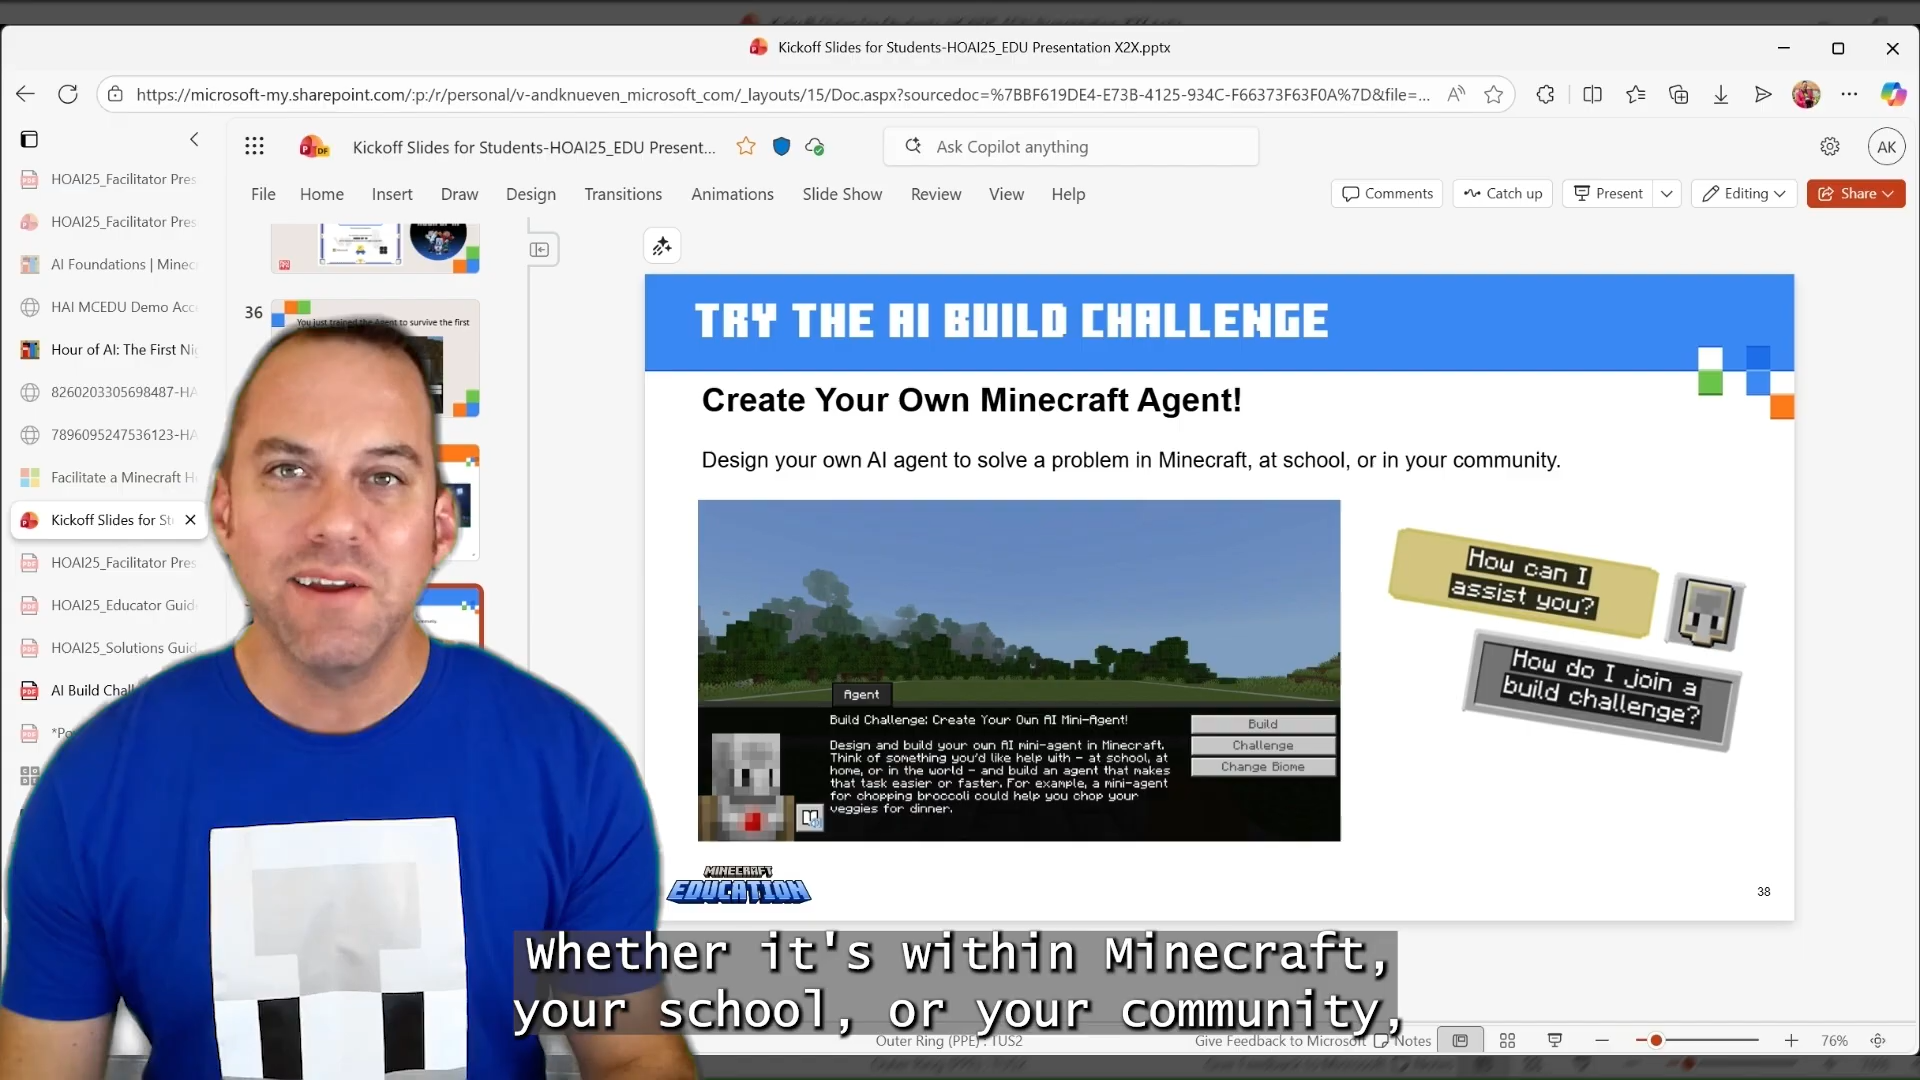 Kickoff Slides for Students-HOAI25_EDU Presentation X2X.pptx
https://microsoft-my.sharepoint.com/:p:/r/personal/v-andknueven_microsoft_com/_layouts/15/Doc.aspx?sourcedoc=%7BBF619DE4-E73B-4125-934C-F66373F63F0A%7D&file=...
Kickoff Slides for Students-HOAI25_EDU Present...
Ask Copilot anything
AK
File Home Insert Draw Design Transitions Animations Slide Show Review View Help
Comments Catch up Present Editing Share
HOAI25_Facilitator Pres
HOAI25_Facilitator Pres
AI Foundations | Minec
HAI MCEDU Demo Acc
Hour of AI: The First Nig
8260203305698487-HA
7896095247536123-HA
Facilitate a Minecraft H
Kickoff Slides for St
HOAI25_Facilitator Pres
HOAI25_Educator Guid
HOAI25_Solutions Guid
AI Build Chall
36
TRY THE AI BUILD CHALLENGE
Create Your Own Minecraft Agent!
Design your own AI agent to solve a problem in Minecraft, at school, or in your community.
Agent
Build Challenge: Create Your Own AI Mini-Agent!
Design and build your own AI mini-agent in Minecraft.
Think of something you'd like help with - at school, at
home, or in the world - and build an agent that makes
that task easier or faster. For example, a mini-agent
for chopping broccoli could help you chop your
veggies for dinner.
Build
Challenge
Change Biome
How can I
assist you?
How do I join a
build challenge?
MINECRAFT
EDUCATION
38
Whether it's within Minecraft,
your school, or your community,
Outer Ring (PPE) : TUS2
Give Feedback to Microsoft
Notes
76%